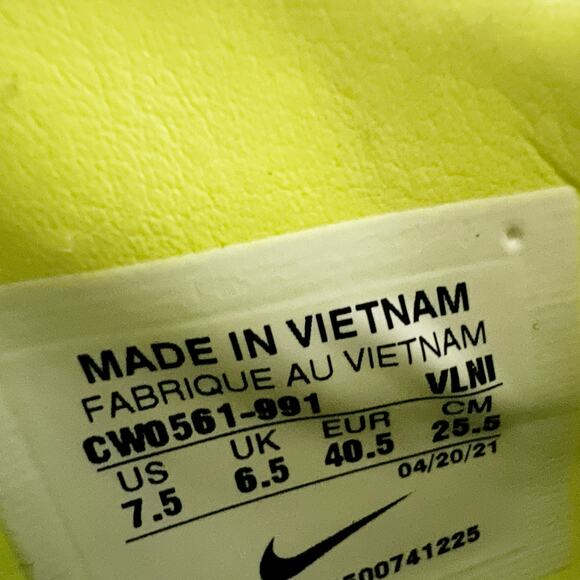 MADE IN VIETNAM
FABRIQUE AU VIETNAM
VLNI
CW0561-991
US UK EUR CM
7.5 6.5 40.5 25.5
04/20/21